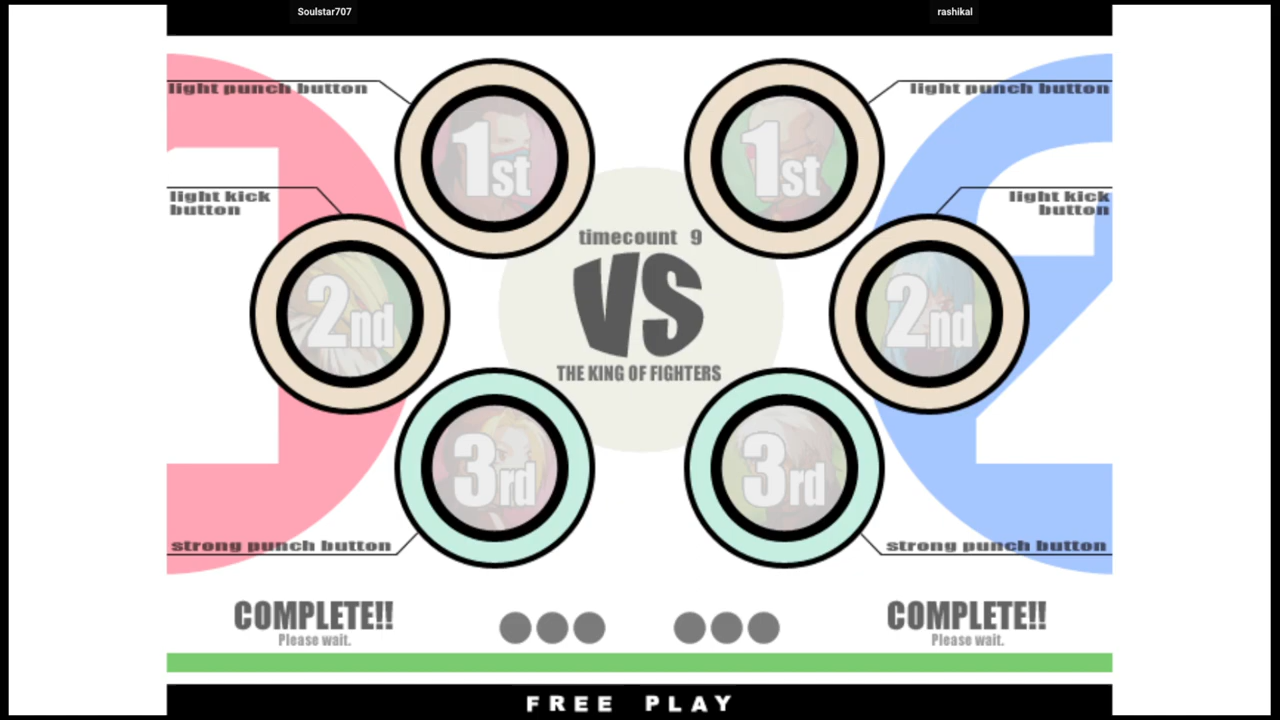 Soulstar707
rashikal
light punch button
light punch button
1st
1st
light kick
button
light kick
button
timecount 9
VS
THE KING OF FIGHTERS
2nd
2nd
3rd
3rd
strong punch button
strong punch button
COMPLETE!!
Please wait.
COMPLETE!!
Please wait.
FREE PLAY